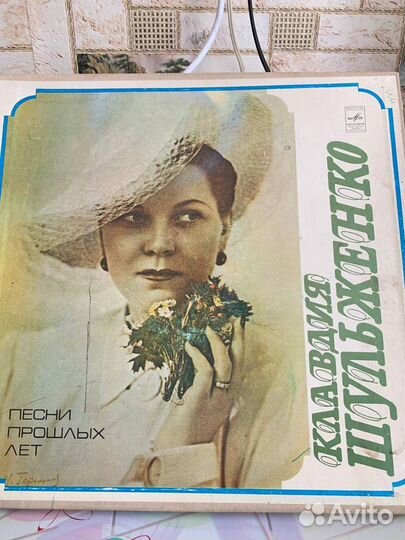 КЛАВДИЯ
ШУЛЬЖЕНКО
ПЕСНИ
ПРОШЛЫХ
ЛЕТ
Avito